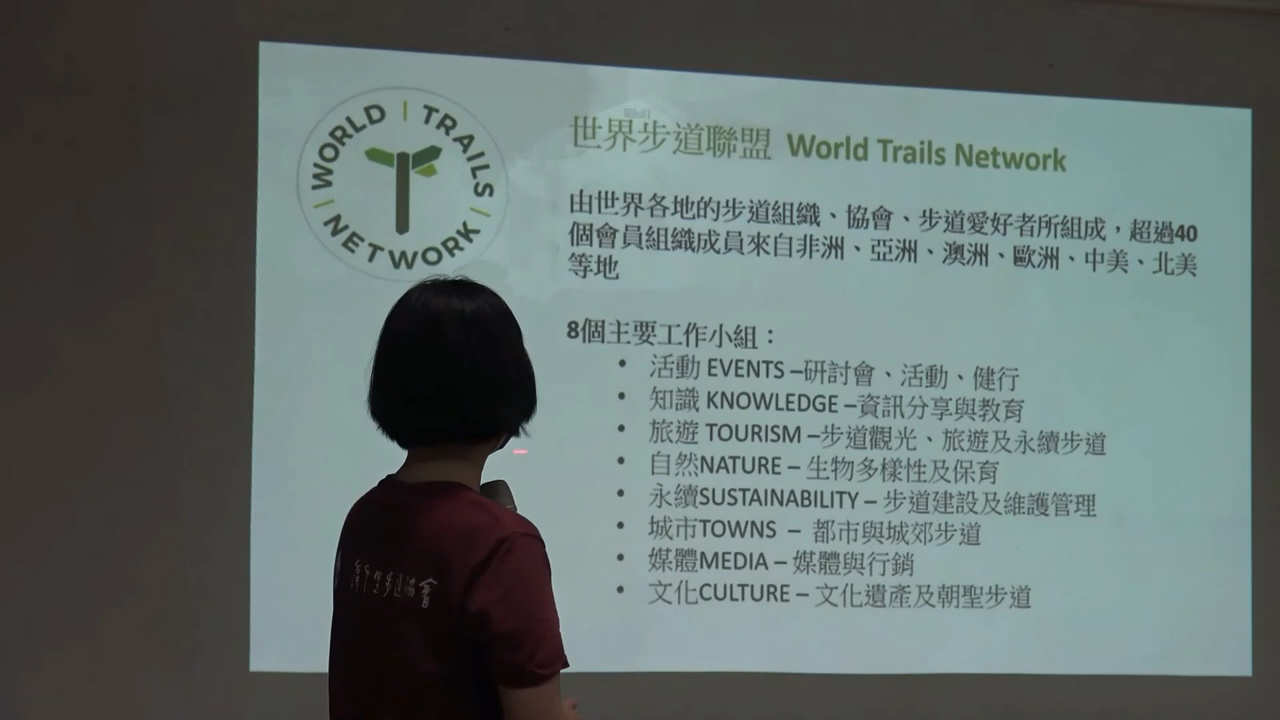 WORLD | TRAILS | NETWORK |
世界步道聯盟 World Trails Network
由世界各地的步道組織、協會、步道愛好者所組成，超過40
個會員組織成員來自非洲、亞洲、澳洲、歐洲、中美、北美
等地
8個主要工作小組：
• 活動 EVENTS –研討會、活動、健行
• 知識 KNOWLEDGE –資訊分享與教育
• 旅遊 TOURISM –步道觀光、旅遊及永續步道
• 自然NATURE – 生物多樣性及保育
• 永續SUSTAINABILITY – 步道建設及維護管理
• 城市TOWNS – 都市與城郊步道
• 媒體MEDIA – 媒體與行銷
• 文化CULTURE – 文化遺產及朝聖步道
千里步道協會